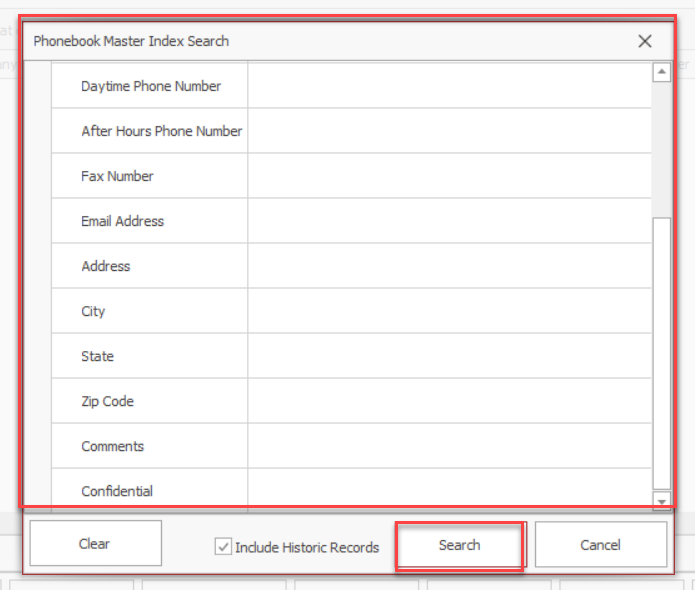 Phonebook Master Index Search
Daytime Phone Number
After Hours Phone Number
Fax Number
Email Address
Address
City
State
Zip Code
Comments
Confidential
Clear
Include Historic Records
Search
Cancel